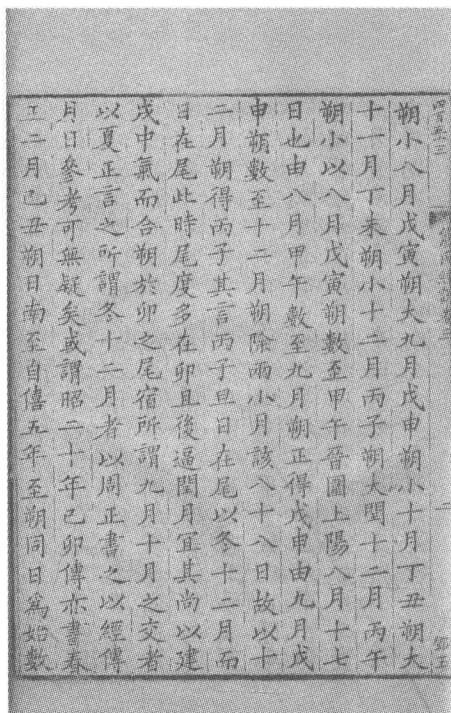 四百五三
經說卷
二
朔小八月戊寅朔大九月戊申朔小十月丁丑朔大
十一月丁未朔小十二月丙子朔大閏十二月丙午
朔小以八月戊寅朔數至甲午晉圍上陽八月十七
日也由八月甲午數至九月朔正得戊申由九月戊
申朔數至十二月朔除兩小月該八十八日故以十
二月朔得丙子其言丙子旦日在尾以冬十二月而
日在尾此時尾度多在卯且後逼閏月宜其尚以建
戌中氣而合朔於卯之尾宿所謂九月十月之交者
以夏正言之所謂冬十二月者以周正書之以經傳
月日參考可無疑矣或謂昭二十年己卯傳亦書春
王二月己丑朔日南至自僖五年至朔同日爲始數